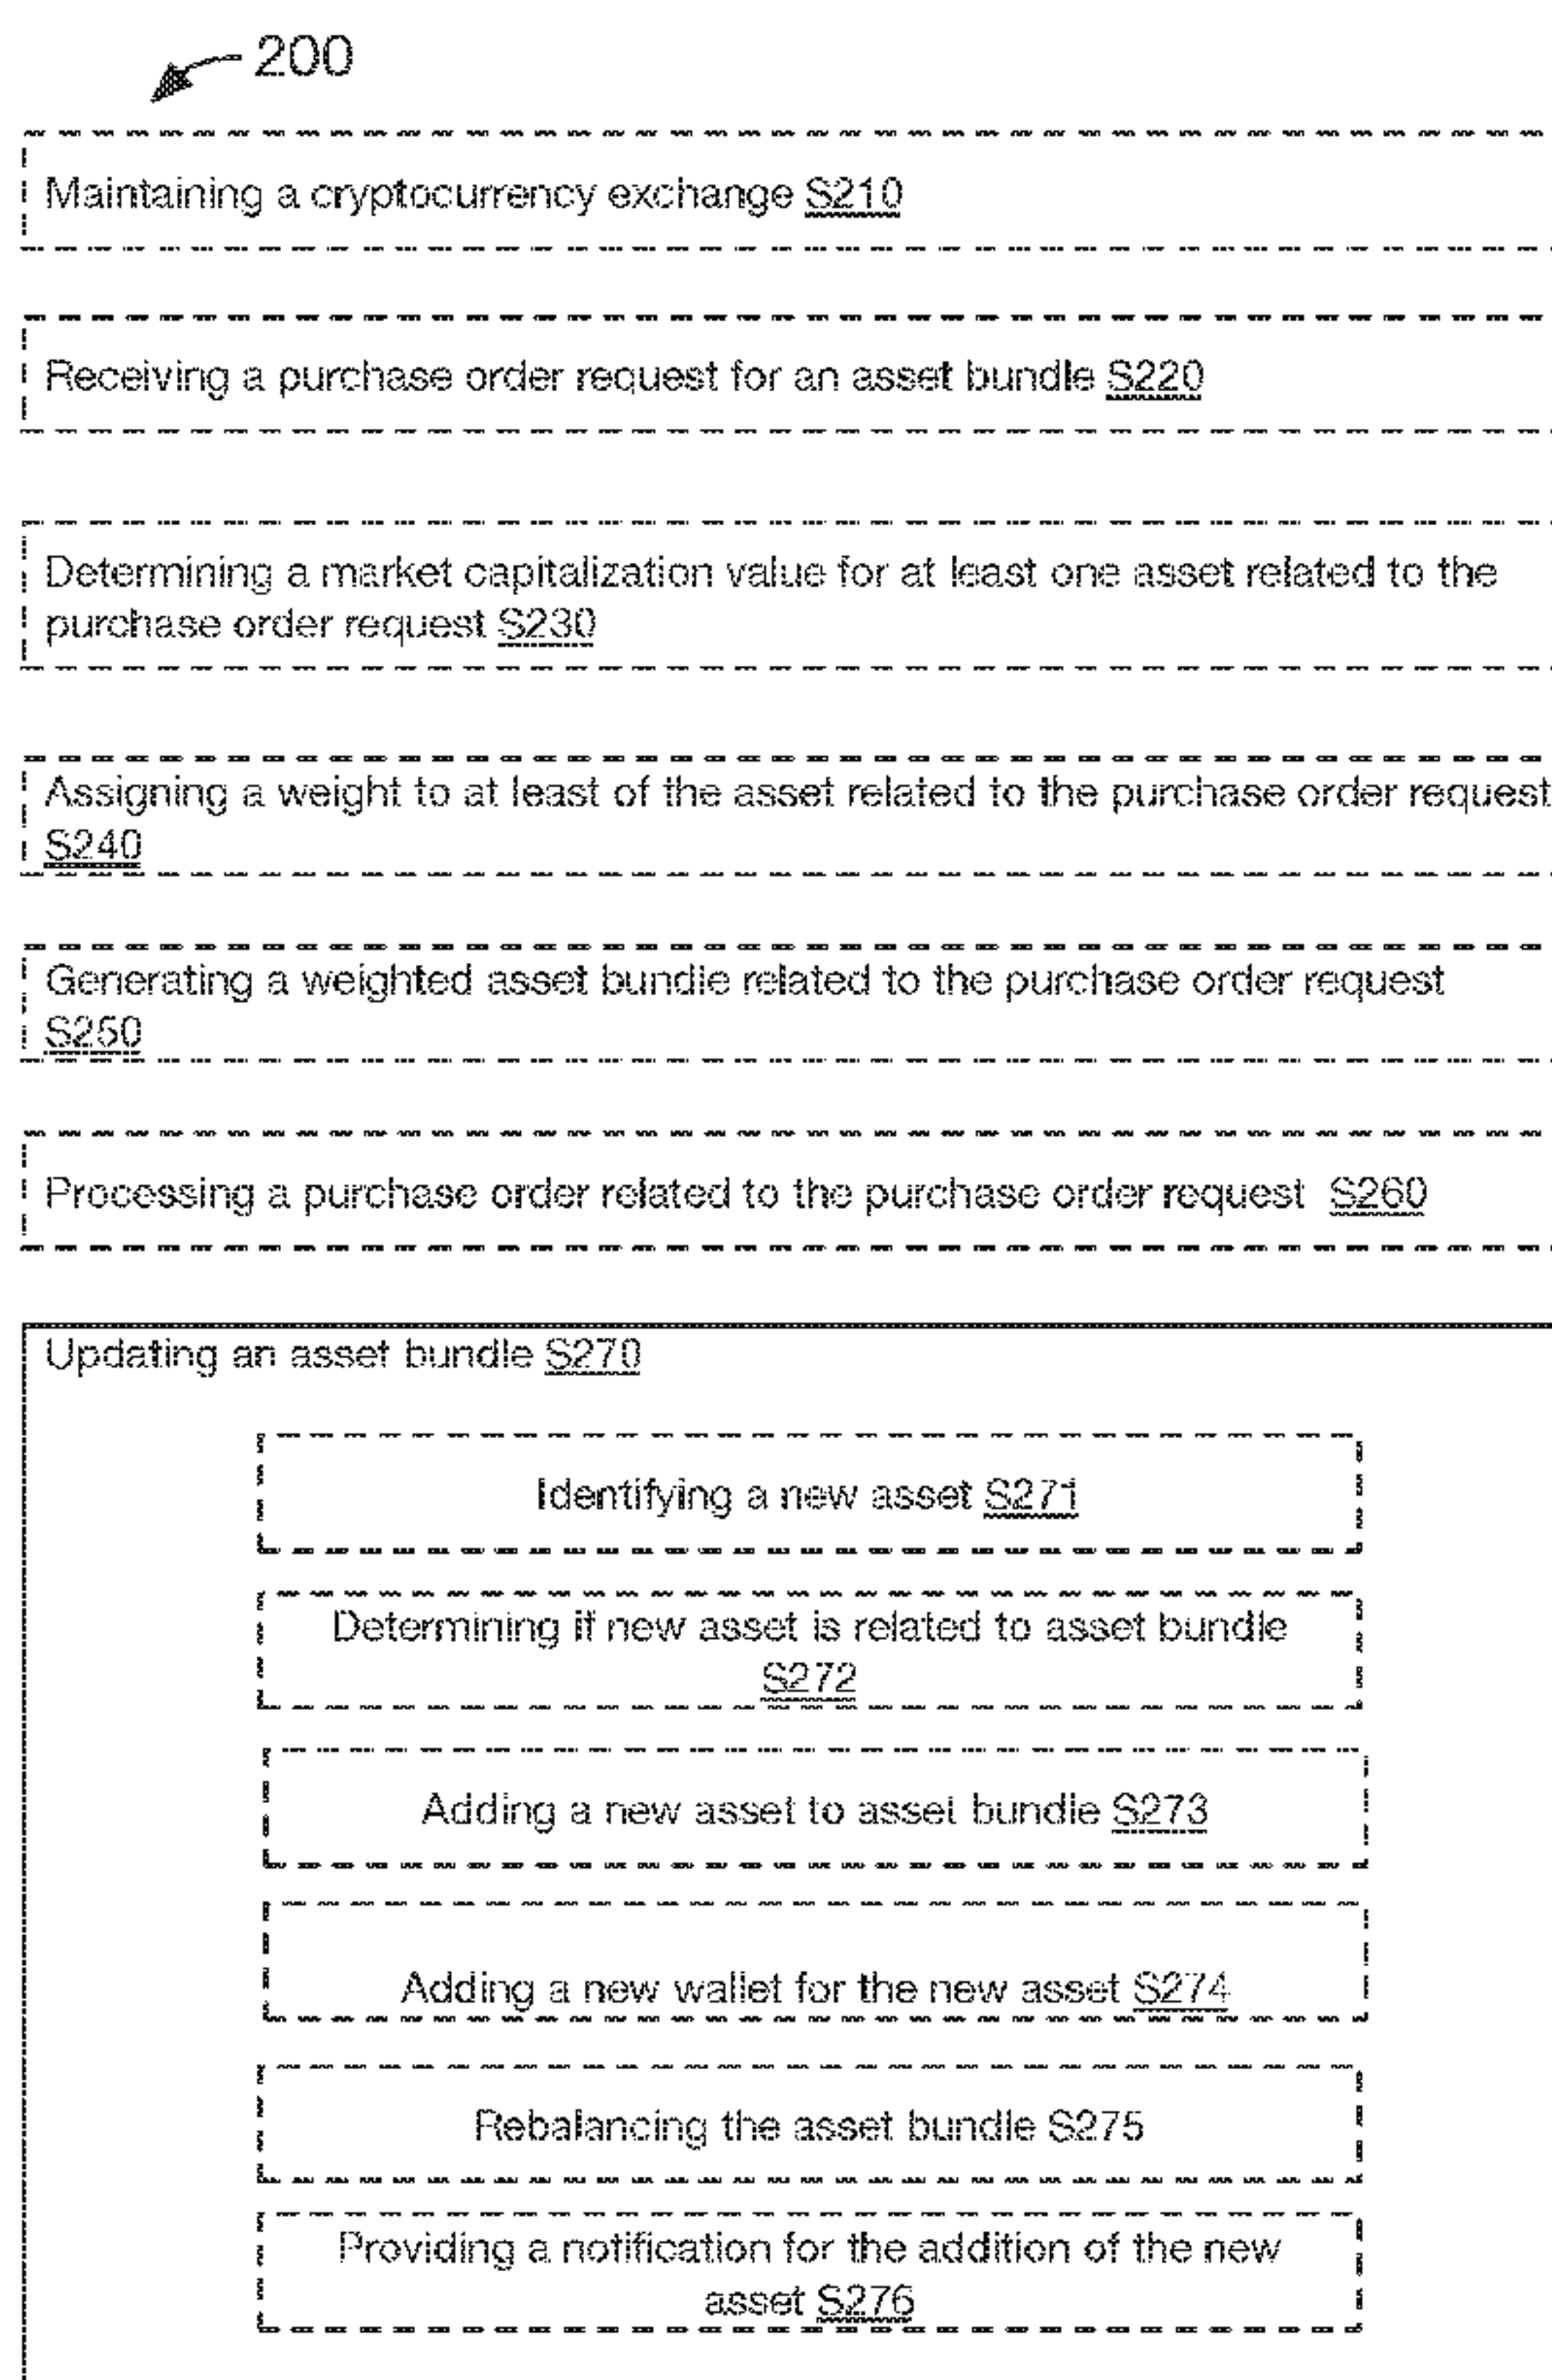 200
Maintaining a cryptocurrency exchange S210
Receiving a purchase order request for an asset bundle S220
Determining a market capitalization value for at least one asset related to the
purchase order request S230
Assigning a weight to at least of the asset related to the purchase order request
S240
Generating a weighted asset bundle related to the purchase order request
S250
Processing a purchase order related to the purchase order request S260
Updating an asset bundle S270
Identifying a new asset S271
Determining if new asset is related to asset bundle
S272
Adding a new asset to asset bundle S273
Adding a new wallet for the new asset S274
Rebalancing the asset bundle S275
Providing a notification for the addition of the new
asset S276